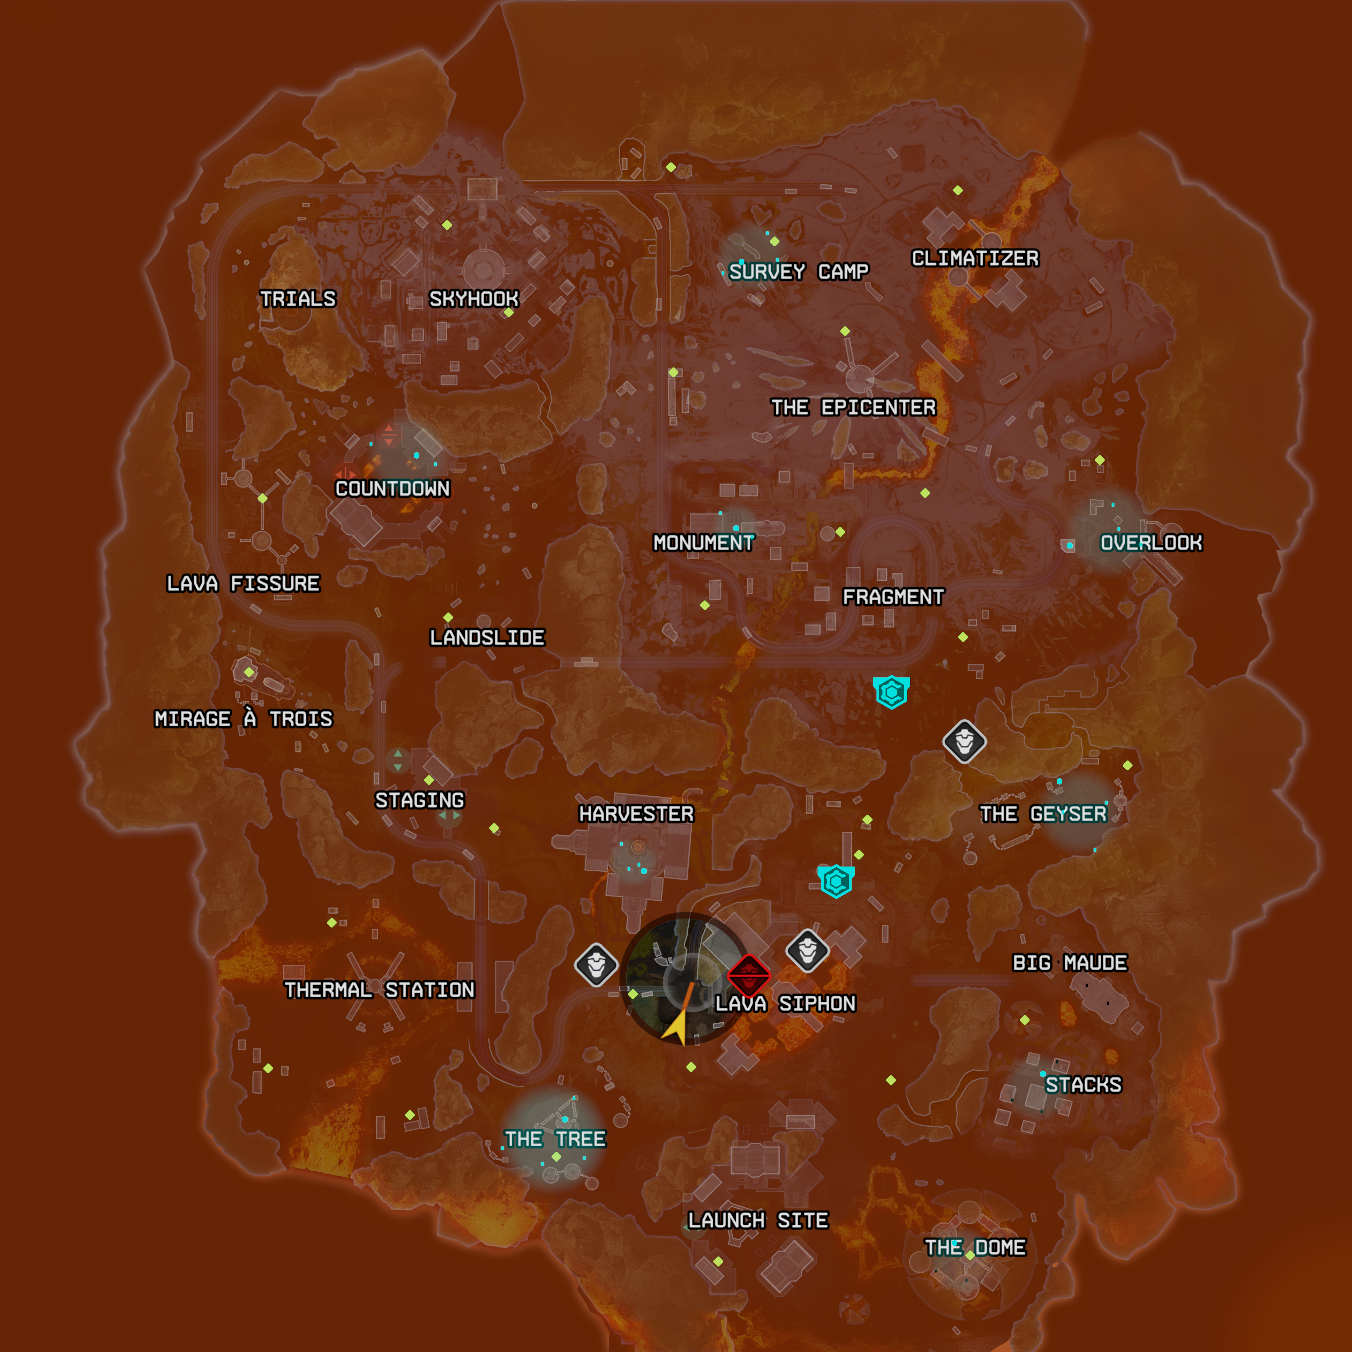 SURVEY CAMP
CLIMATIZER
TRIALS
SKYHOOK
THE EPICENTER
COUNTDOWN
MONUMENT
OVERLOOK
LAVA FISSURE
FRAGMENT
LANDSLIDE
MIRAGE À TROIS
STAGING
HARVESTER
THE GEYSER
BIG MAUDE
THERMAL STATION
LAVA SIPHON
STACKS
THE TREE
LAUNCH SITE
THE DOME